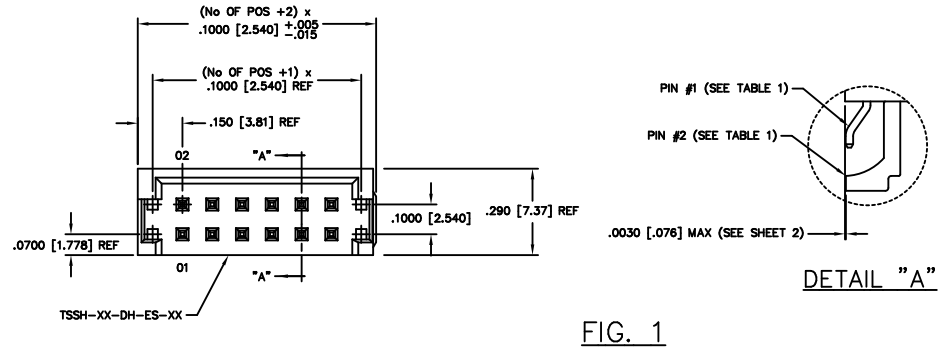 (No OF POS +2) x
.1000 [2.540] +.005
-.015
(No OF POS +1) x
.1000 [2.540] REF
.150 [3.81] REF
02
"A"
.1000 [2.540]
.290 [7.37] REF
.0700 [1.778] REF
01
"A"
TSSH-XX-DH-ES-XX
PIN #1 (SEE TABLE 1)
PIN #2 (SEE TABLE 1)
.0030 [.076] MAX (SEE SHEET 2)
DETAIL "A"
FIG. 1